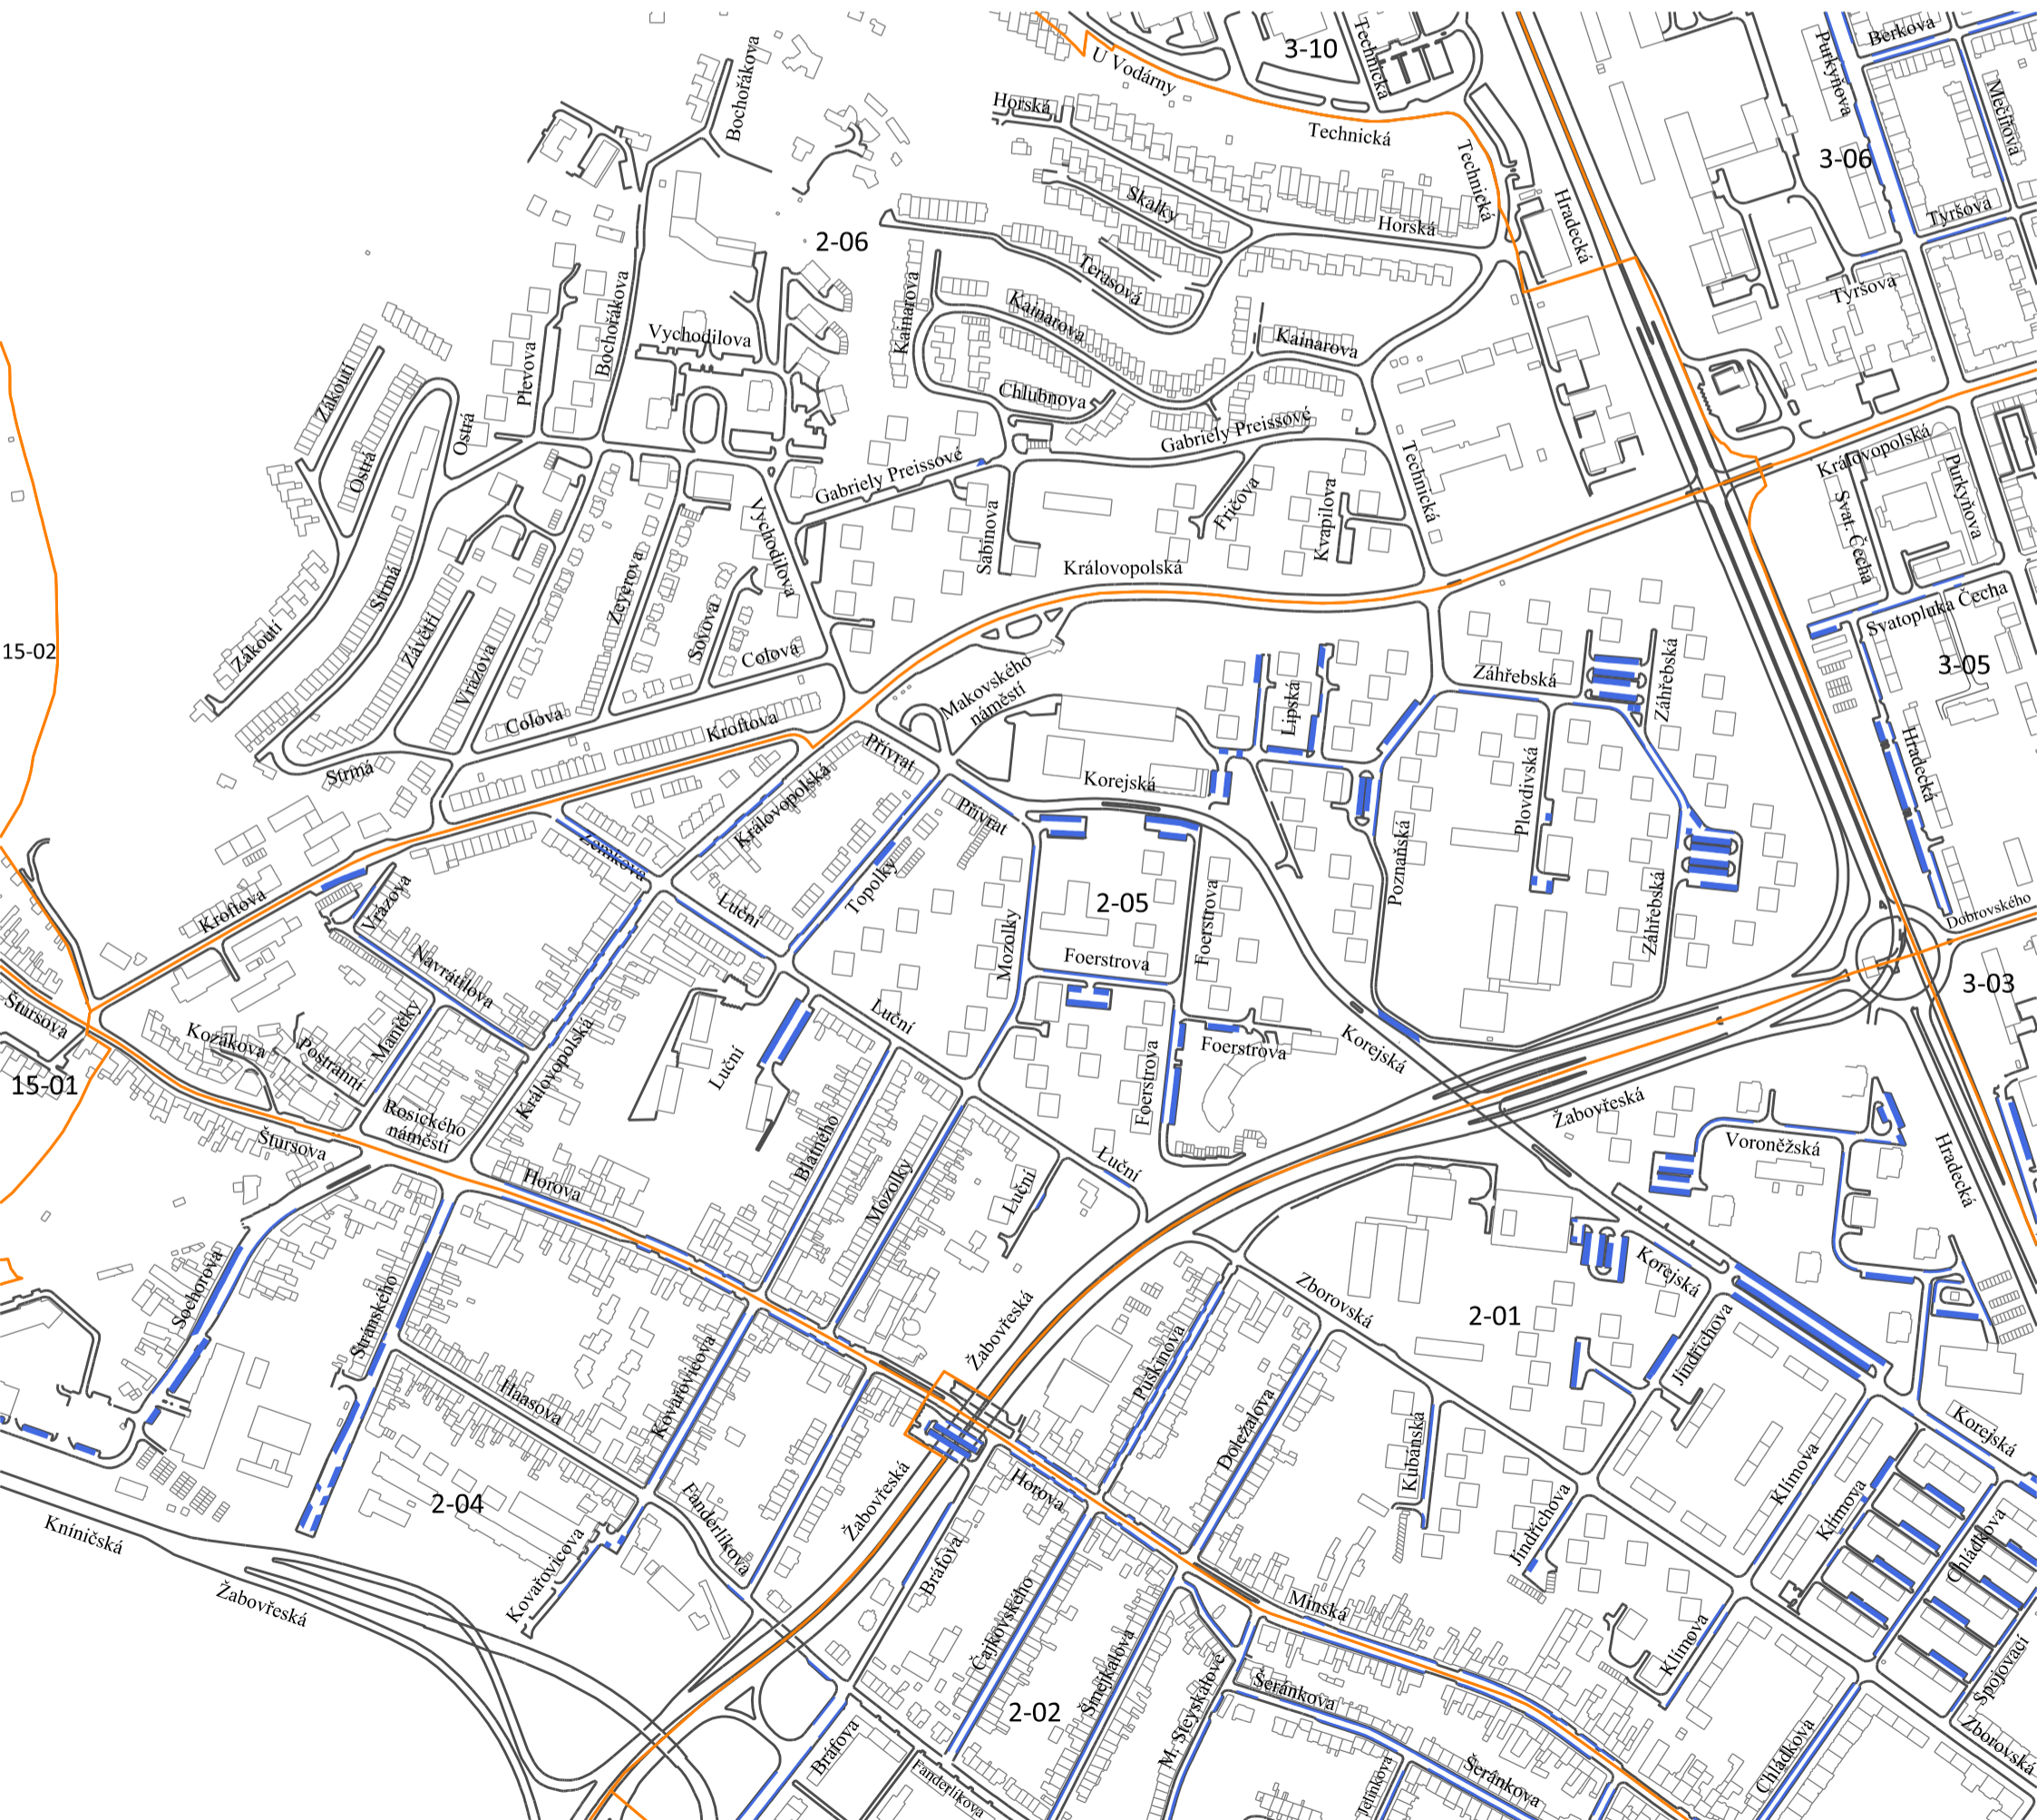 3-10
U Vodárny
Technická
Berkova
Purkyňova
Bochořákova
Horská
Mečířova
Technická
3-06
Technická
Skalky
Horská
Hradecká
Tyršova
2-06
Terasová
Kainarova
Kainarova
Tyršova
Bochořákova
Vychodilova
Kainarova
Plevova
Zákoutí
Chlubnova
Ostrá
Gabriely Preissové
Královopolská
Ostrá
Gabriely Preissové
Technická
Purkyňova
Fričova
Kvapilova
Svat. Čecha
Vychodilova
Sabinova
Královopolská
Zeyerova
Strmá
Svatopluka Čecha
Závětří
Sovova
15-02
Zákoutí
Colova
3-05
Vrázova
Makovského
náměstí
Záhřebská
Záhřebská
Lipská
Colova
Kroftova
Přívrat
Strmá
Hradecká
Královopolská
Korejská
Plovdivská
Přívrat
Zemkova
Poznaňská
Topolky
Vrázova
2-05
Kroftova
Luční
Foerstrova
Dobrovského
Mozolky
Záhřebská
Navrátilova
Foerstrova
3-03
Štursova
Luční
Maničky
Kozákova
Korejská
Královopolská
Postranní
Luční
Foerstrova
Foerstrova
15-01
Žabovřeská
Rosického
náměstí
Štursova
Voroněžská
Blatného
Luční
Hradecká
Horova
Mozolky
Luční
Korejská
Sochorova
Zborovská
Stránského
Žabovřeská
2-01
Jindřichova
Puškinova
Kovařovicova
Haasova
Doležalova
Korejská
Kubánská
Klímova
Žabovřeská
Horova
2-04
Fanderlíkova
Klímova
Jindřichova
Kníničská
Chládkova
Bráfova
Kovařovicova
Žabovřeská
Minská
Čajkovského
Klímova
Šmejkalova
Spojovací
M. Steyskalové
Šeránkova
2-02
Zborovská
Bráfova
Chládkova
Šeránkova
Fanderlíkova
Jelínkova